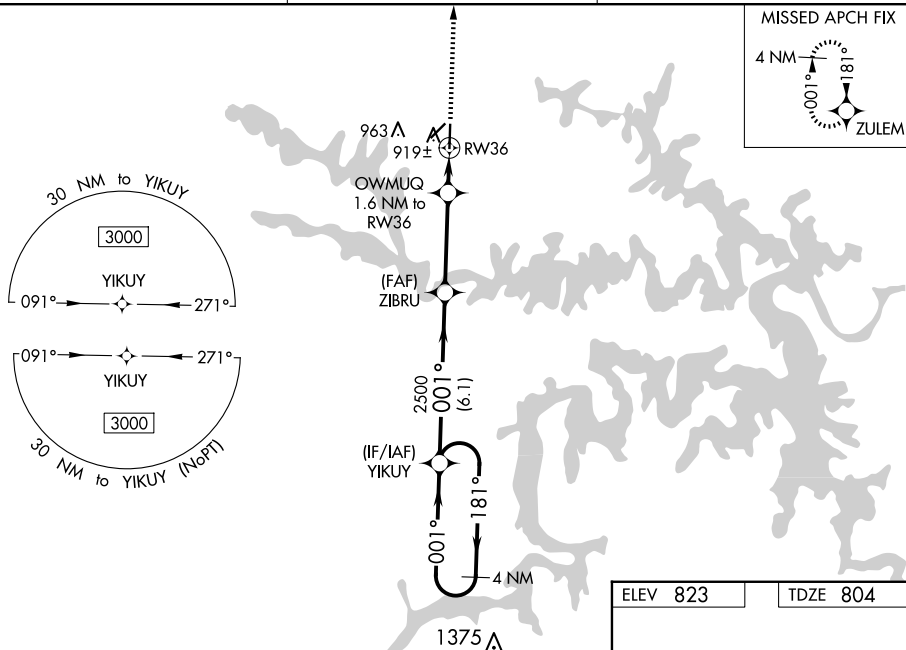 MISSED APCH FIX
4 NM
001°
181°
ZULEM
963
919±
RW36
OWMUQ
1.6 NM to
RW36
30 NM to YIKUY
3000
YIKUY
091°
271°
(FAF)
ZIBRU
091°
271°
YIKUY
3000
30 NM to YIKUY (NoPT)
2500
001°
(6.1)
(IF/IAF)
YIKUY
001°
181°
4 NM
1375
ELEV 823
TDZE 804